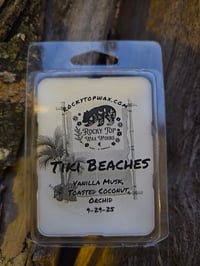 ROCKYTOPWAX.COM
ROCKY TOP
WAX WORKS
TIKI BEACHES
VANILLA MUSK,
TOASTED COCONUT,
ORCHID
9-29-25